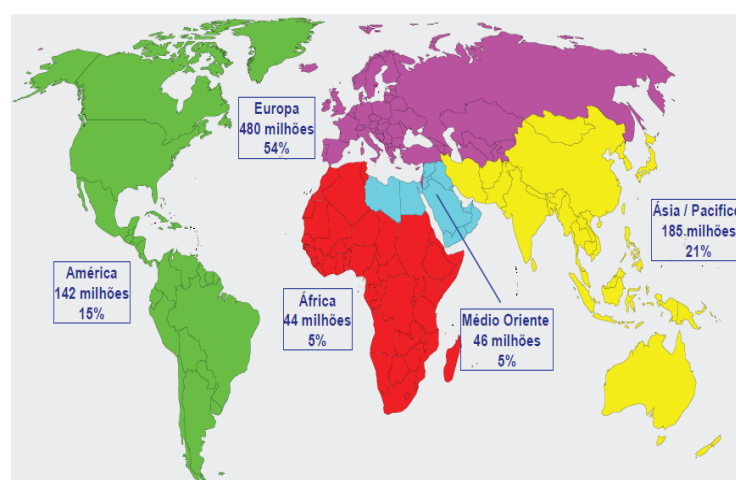 Europa
480 milhões
54%
Ásia / Pacifico
185 milhões
21%
América
142 milhões
15%
África
44 milhões
5%
Médio Oriente
46 milhões
5%